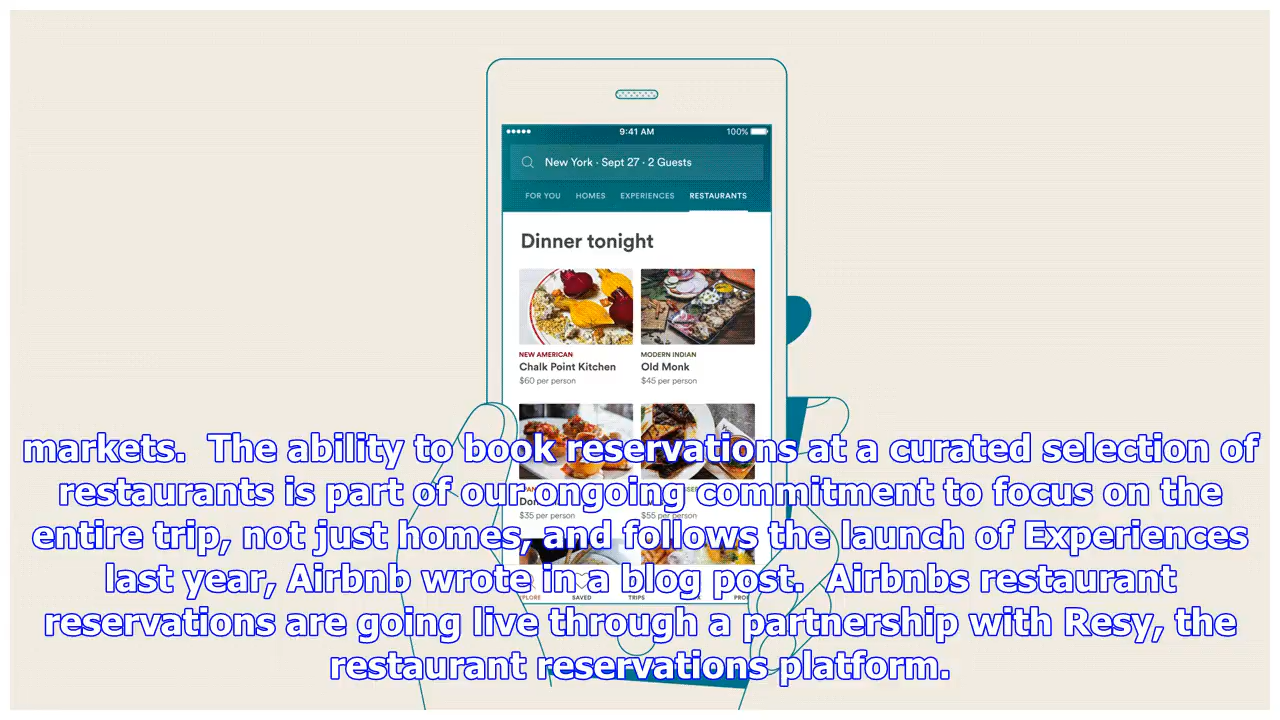 9:41 AM 100%
New York · Sept 27 · 2 Guests
FOR YOU HOMES EXPERIENCES RESTAURANTS
Dinner tonight
NEW AMERICAN MODERN INDIAN
Chalk Point Kitchen Old Monk
$60 per person $45 per person
markets. The ability to book reservations at a curated selection of
restaurants is part of our ongoing commitment to focus on the
$35 per person $55 per person
entire trip, not just homes, and follows the launch of Experiences
last year, Airbnb wrote in a blog post. Airbnbs restaurant
SAVED TRIPS
reservations are going live through a partnership with Resy, the
restaurant reservations platform.